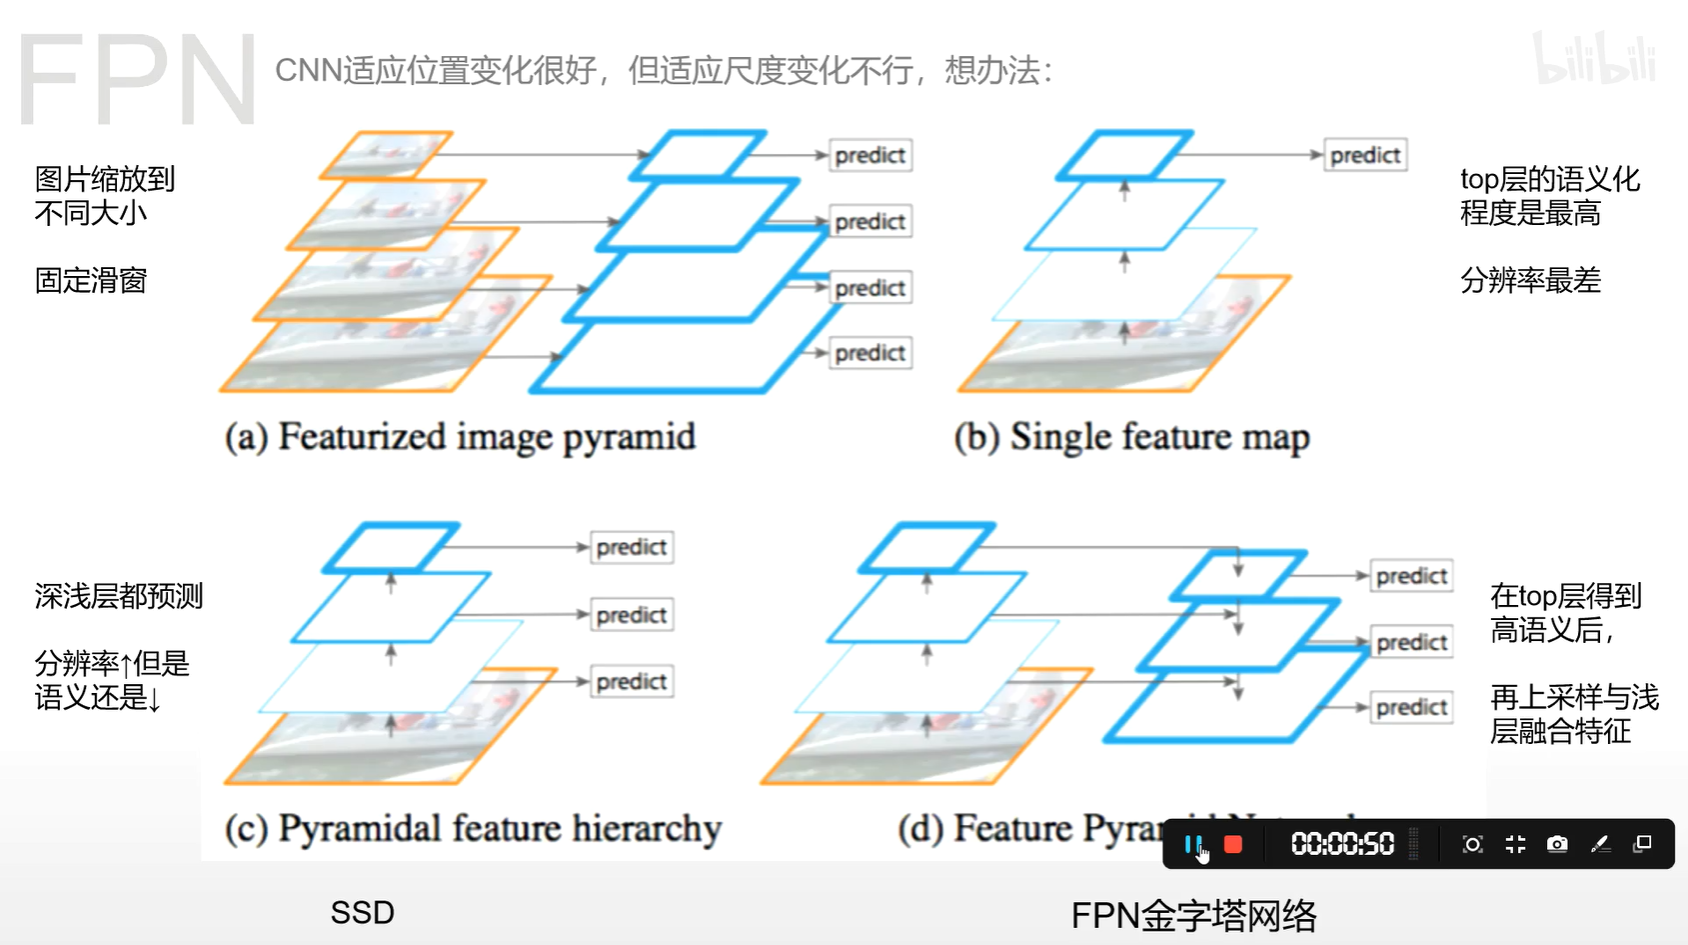 FPN
CNN适应位置变化很好，但适应尺度变化不行，想办法：
bilibili
图片缩放到
不同大小
固定滑窗
predict
predict
predict
predict
(a) Featurized image pyramid
predict
(b) Single feature map
top层的语义化
程度是最高
分辨率最差
深浅层都预测
分辨率↑但是
语义还是↓
predict
predict
predict
(c) Pyramidal feature hierarchy
predict
predict
predict
(d) Feature
在top层得到
高语义后，
再上采样与浅
层融合特征
00:00:50
SSD
FPN金字塔网络